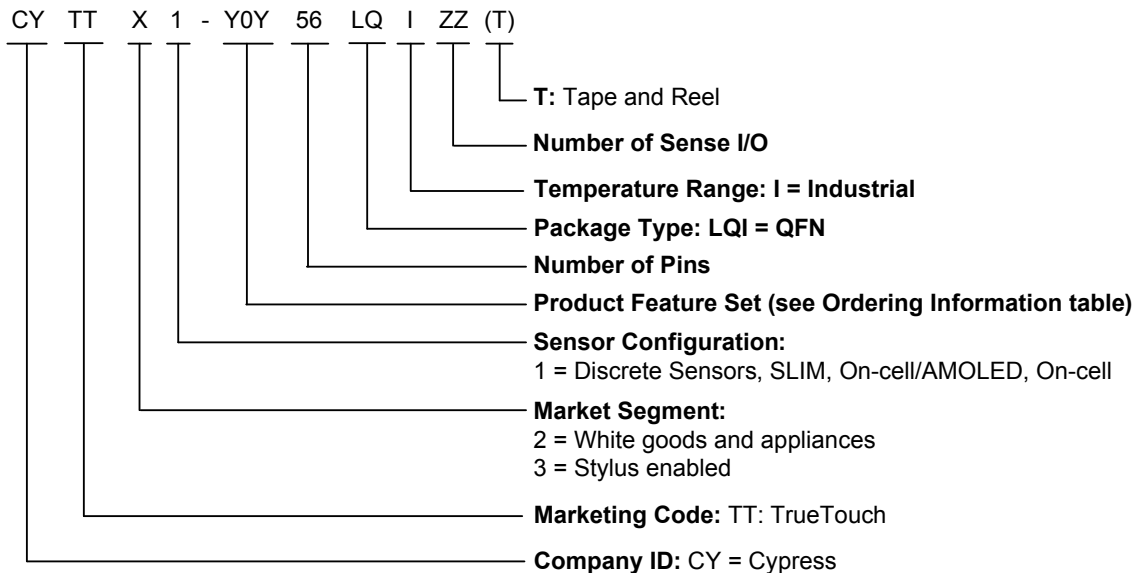 CY TT X 1 - Y0Y 56 LQ I ZZ (T)
T: Tape and Reel
Number of Sense I/O
Temperature Range: I = Industrial
Package Type: LQI = QFN
Number of Pins
Product Feature Set (see Ordering Information table)
Sensor Configuration:
1 = Discrete Sensors, SLIM, On-cell/AMOLED, On-cell
Market Segment:
2 = White goods and appliances
3 = Stylus enabled
Marketing Code: TT: TrueTouch
Company ID: CY = Cypress